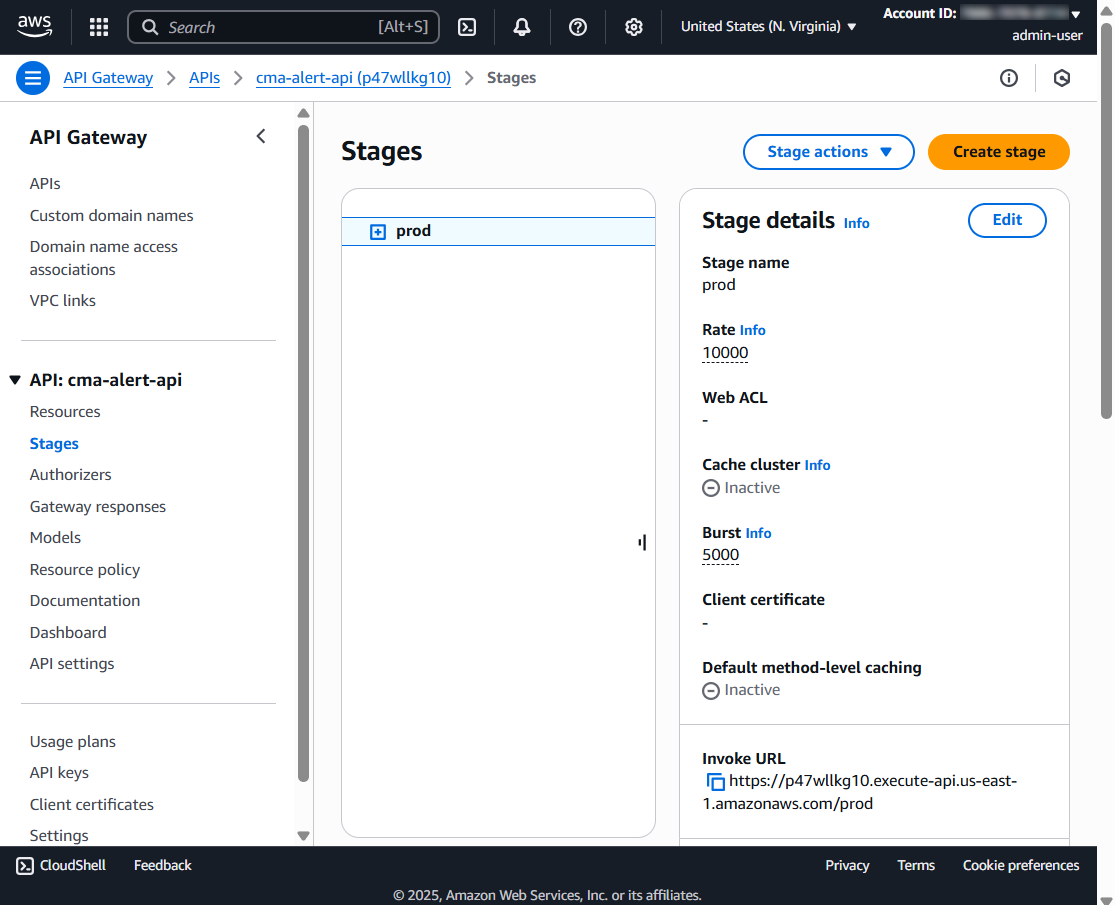 aws
Search [Alt+S]
United States (N. Virginia) ▼
Account ID:
admin-user
API Gateway > APIs > cma-alert-api (p47wllkg10) > Stages
API Gateway
APIs
Custom domain names
Domain name access
associations
VPC links
API: cma-alert-api
Resources
Stages
Authorizers
Gateway responses
Models
Resource policy
Documentation
Dashboard
API settings
Usage plans
API keys
Client certificates
Settings
Stages
Stage actions ▼
Create stage
prod
Stage details Info
Edit
Stage name
prod
Rate Info
10000
Web ACL
-
Cache cluster Info
Inactive
Burst Info
5000
Client certificate
-
Default method-level caching
Inactive
Invoke URL
https://p47wllkg10.execute-api.us-east-
1.amazonaws.com/prod
CloudShell Feedback
Privacy Terms Cookie preferences
© 2025, Amazon Web Services, Inc. or its affiliates.